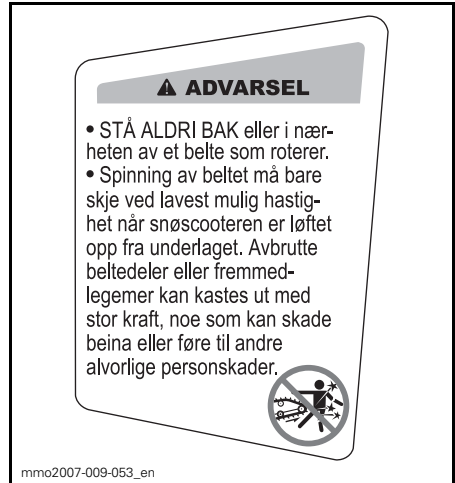 ⚠ ADVARSEL
• STÅ ALDRI BAK eller i nær-
heten av et belte som roterer.
• Spinning av beltet må bare
skje ved lavest mulig hastig-
het når snøscooteren er løftet
opp fra underlaget. Avbrutte
beltedeler eller fremmed-
legemer kan kastes ut med
stor kraft, noe som kan skade
beina eller føre til andre
alvorlige personskader.
mmo2007-009-053_en